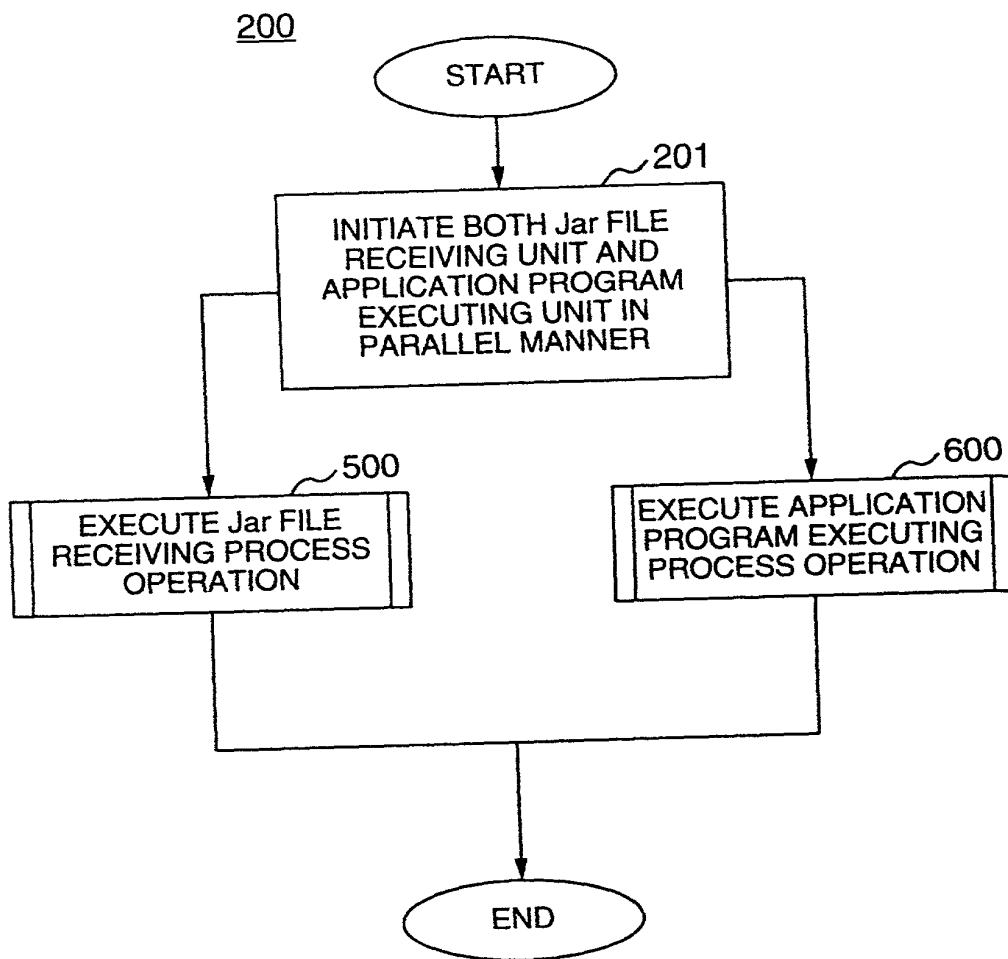 200
START
201
INITIATE BOTH Jar FILE
RECEIVING UNIT AND
APPLICATION PROGRAM
EXECUTING UNIT IN
PARALLEL MANNER
500
EXECUTE Jar FILE
RECEIVING PROCESS
OPERATION
600
EXECUTE APPLICATION
PROGRAM EXECUTING
PROCESS OPERATION
END